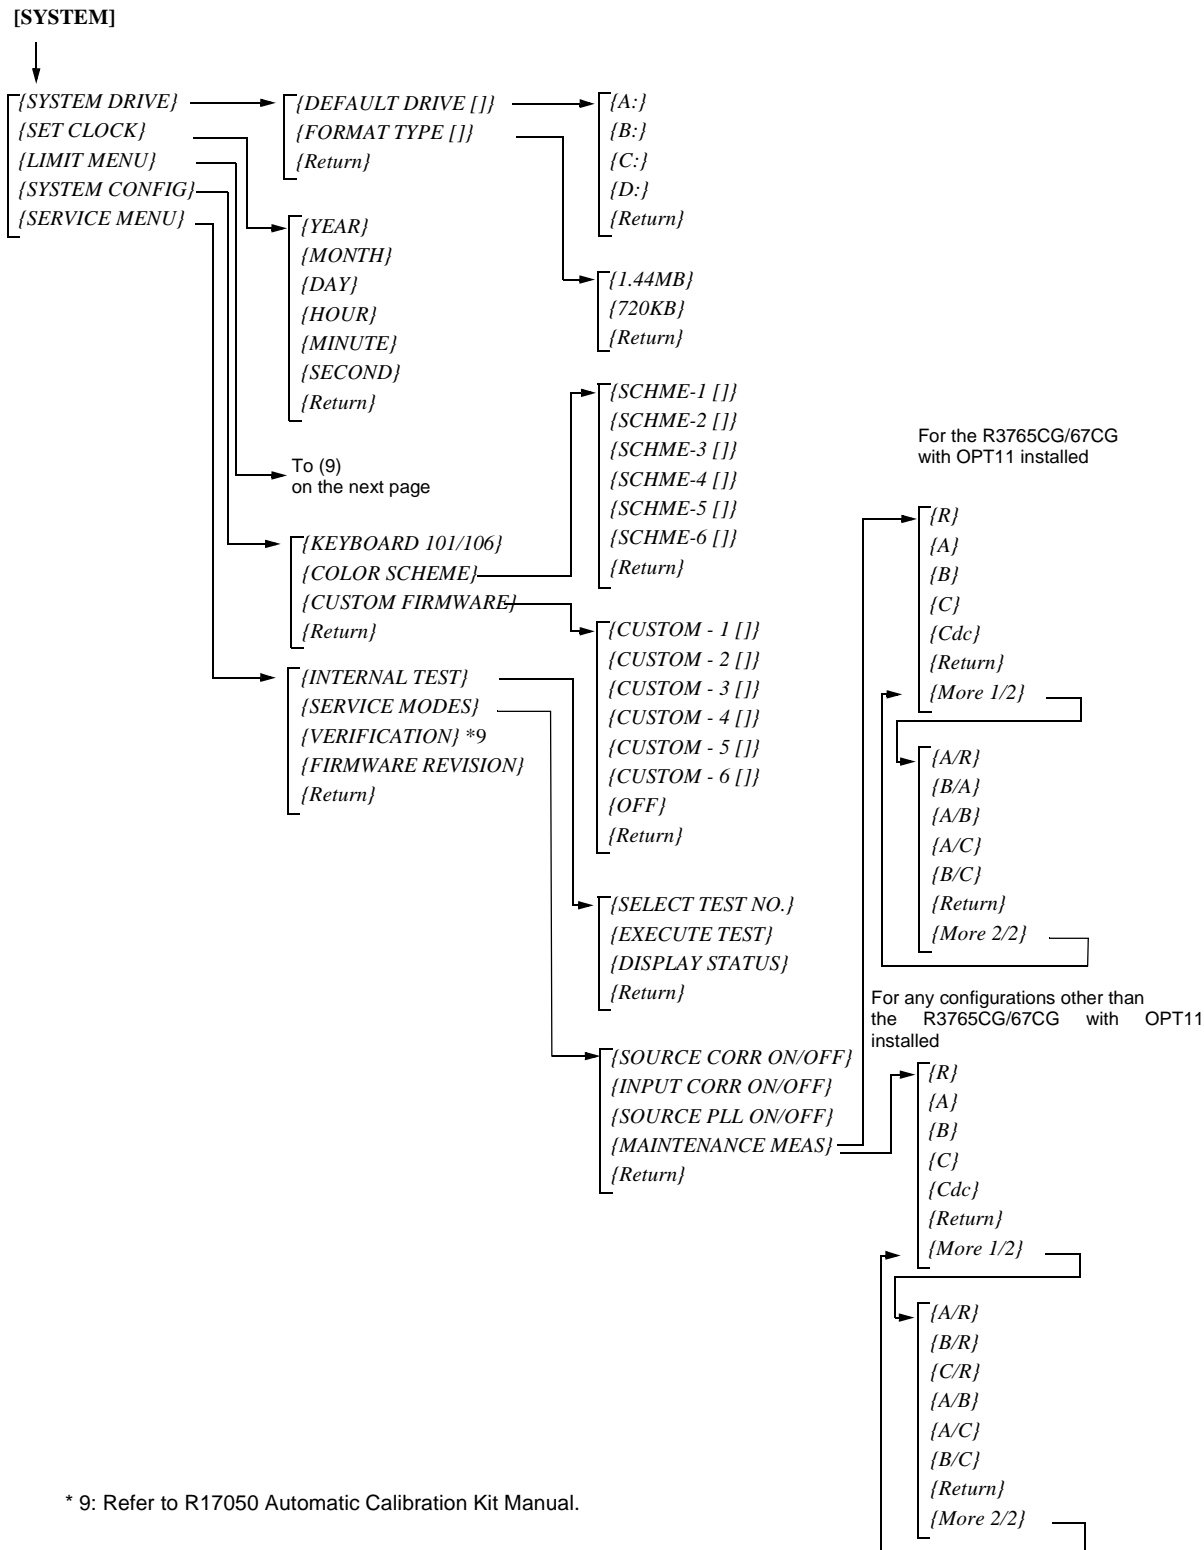 [SYSTEM]
{SYSTEM DRIVE}
{SET CLOCK}
{LIMIT MENU}
{SYSTEM CONFIG}
{SERVICE MENU}
{DEFAULT DRIVE []}
{FORMAT TYPE []}
{Return}
{A:}
{B:}
{C:}
{D:}
{Return}
{1.44MB}
{720KB}
{Return}
{YEAR}
{MONTH}
{DAY}
{HOUR}
{MINUTE}
{SECOND}
{Return}
To (9)
on the next page
{KEYBOARD 101/106}
{COLOR SCHEME}
{CUSTOM FIRMWARE}
{Return}
{SCHME-1 []}
{SCHME-2 []}
{SCHME-3 []}
{SCHME-4 []}
{SCHME-5 []}
{SCHME-6 []}
{Return}
{CUSTOM - 1 []}
{CUSTOM - 2 []}
{CUSTOM - 3 []}
{CUSTOM - 4 []}
{CUSTOM - 5 []}
{CUSTOM - 6 []}
{OFF}
{Return}
{INTERNAL TEST}
{SERVICE MODES}
{VERIFICATION} *9
{FIRMWARE REVISION}
{Return}
{SELECT TEST NO.}
{EXECUTE TEST}
{DISPLAY STATUS}
{Return}
{SOURCE CORR ON/OFF}
{INPUT CORR ON/OFF}
{SOURCE PLL ON/OFF}
{MAINTENANCE MEAS}
{Return}
For the R3765CG/67CG
with OPT11 installed
{R}
{A}
{B}
{C}
{Cdc}
{Return}
{More 1/2}
{A/R}
{B/A}
{A/B}
{A/C}
{B/C}
{Return}
{More 2/2}
For any configurations other than
the R3765CG/67CG with OPT11
installed
{R}
{A}
{B}
{C}
{Cdc}
{Return}
{More 1/2}
{A/R}
{B/R}
{C/R}
{A/B}
{A/C}
{B/C}
{Return}
{More 2/2}
* 9: Refer to R17050 Automatic Calibration Kit Manual.